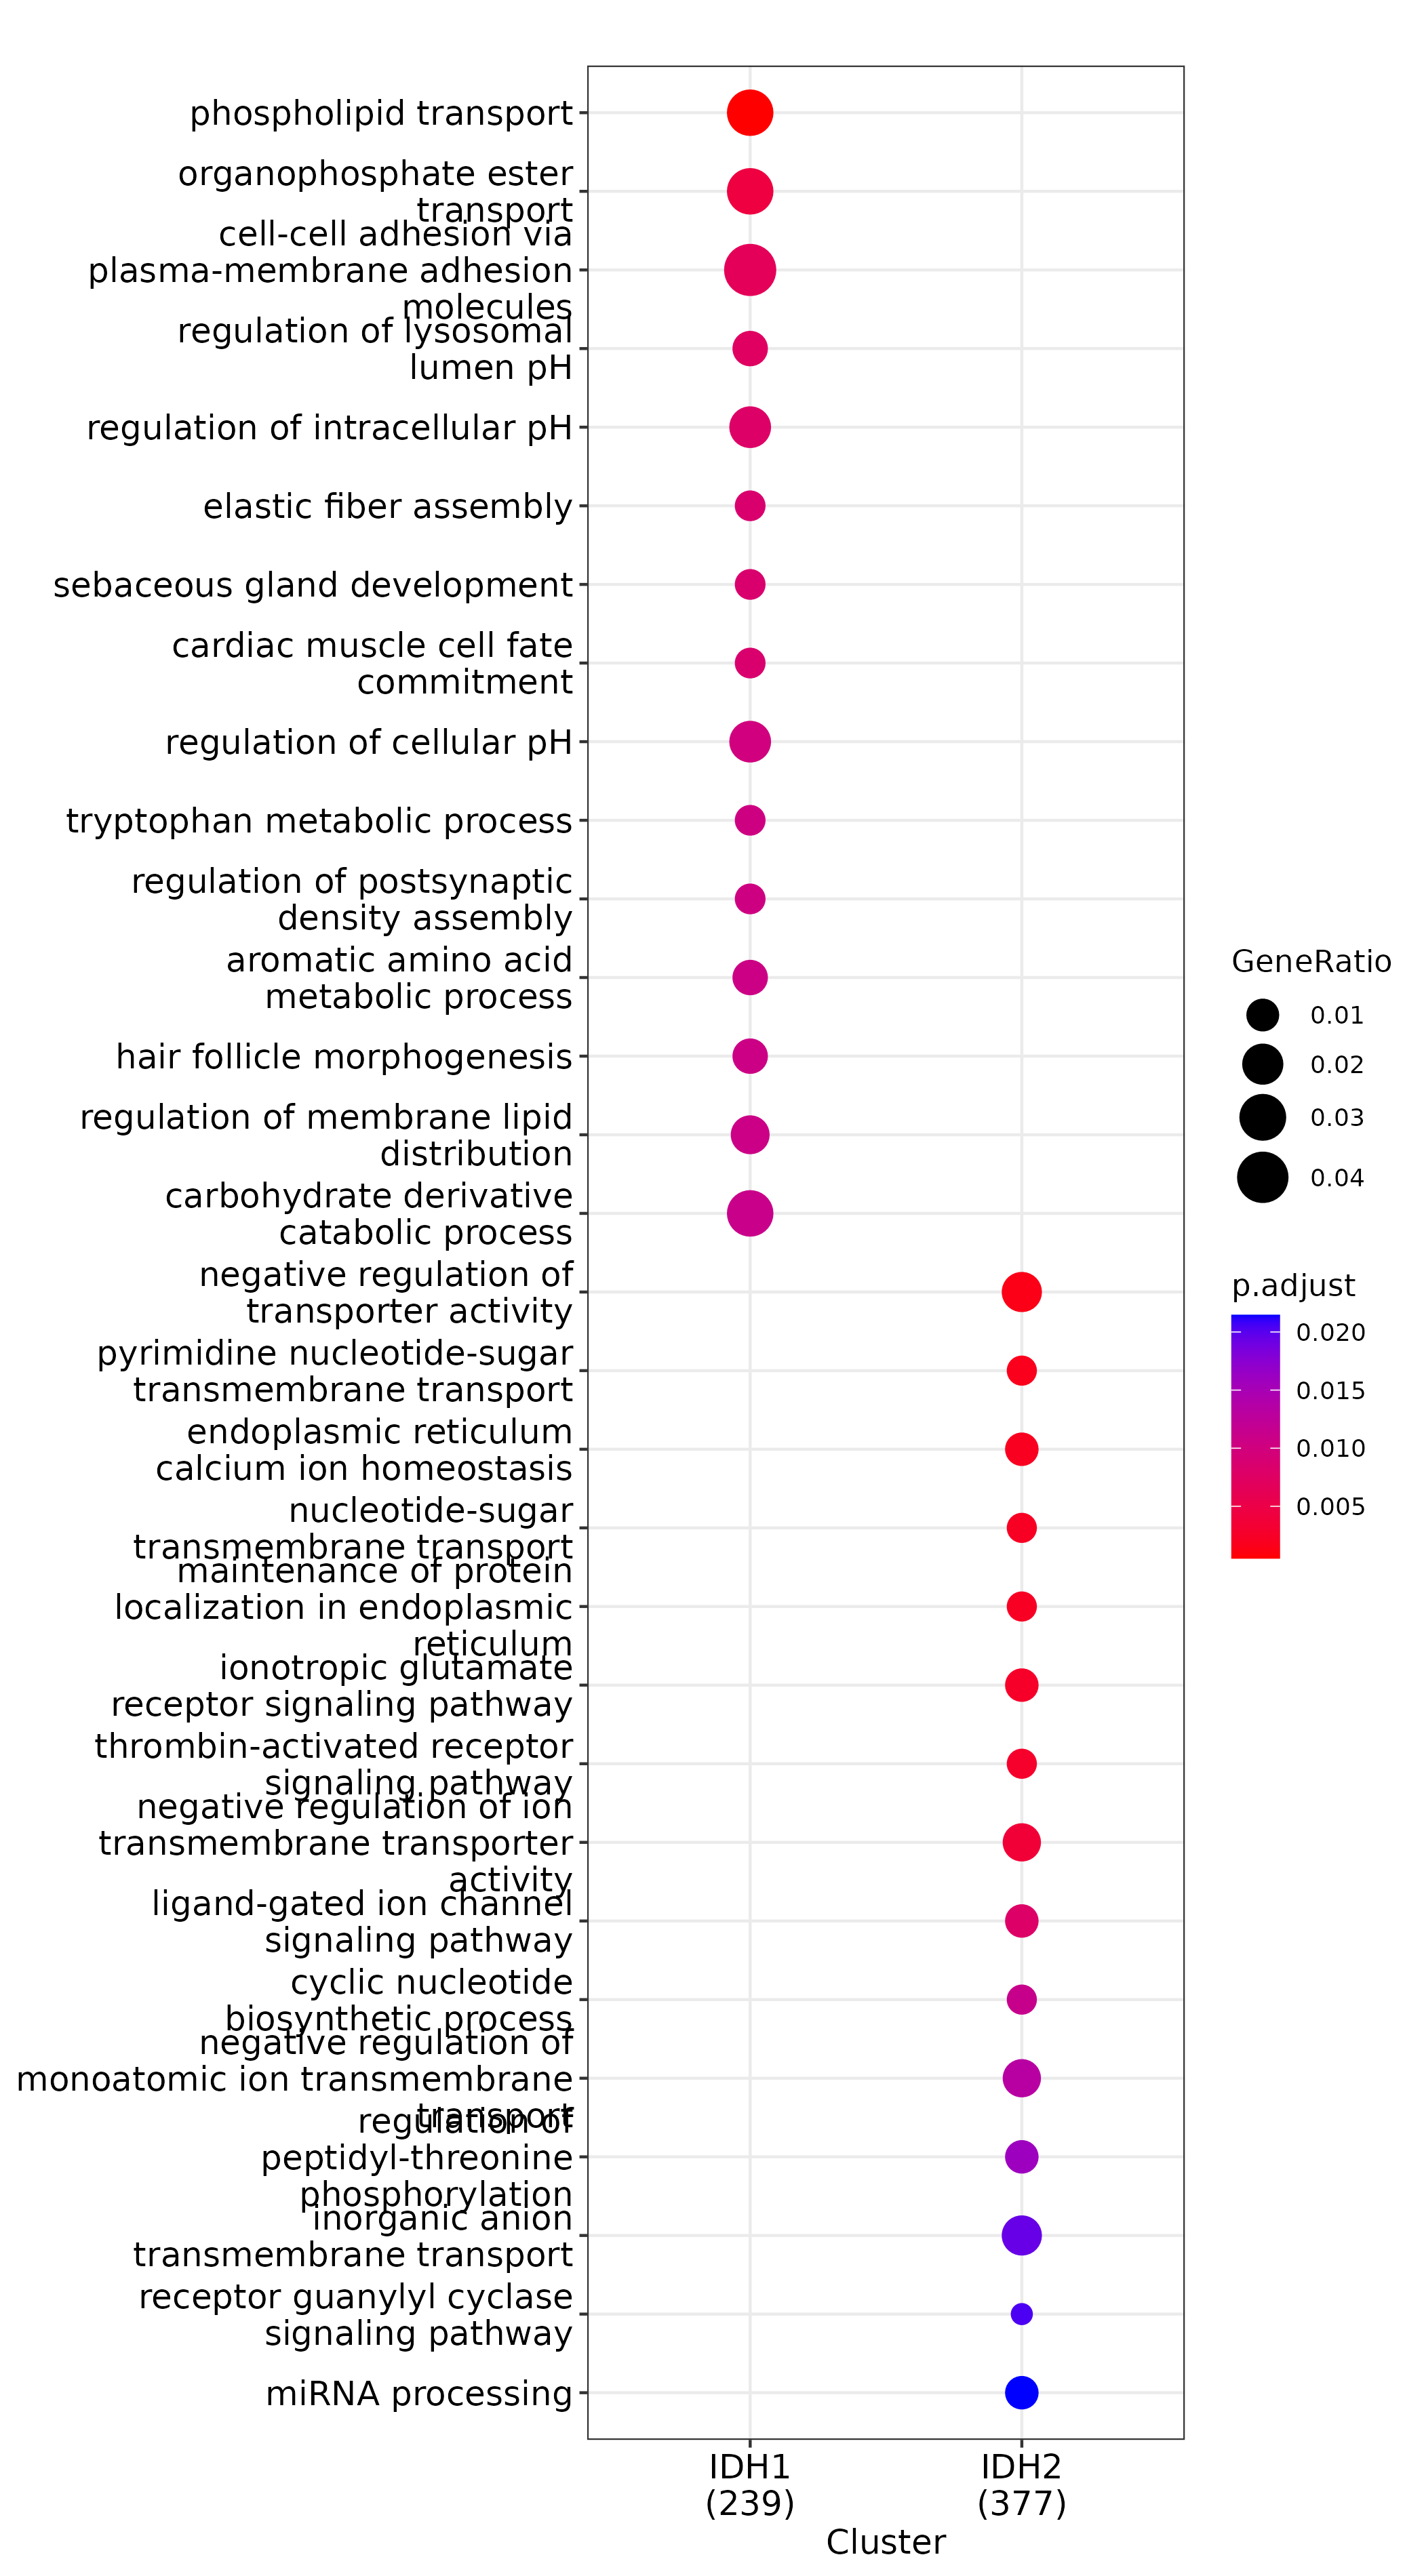 phospholipid transport
organophosphate ester
transport
cell-cell adhesion via
plasma-membrane adhesion
molecules
regulation of lysosomal
lumen pH
regulation of intracellular pH
elastic fiber assembly
sebaceous gland development
cardiac muscle cell fate
commitment
regulation of cellular pH
tryptophan metabolic process
regulation of postsynaptic
density assembly
aromatic amino acid
metabolic process
hair follicle morphogenesis
regulation of membrane lipid
distribution
carbohydrate derivative
catabolic process
negative regulation of
transporter activity
pyrimidine nucleotide-sugar
transmembrane transport
endoplasmic reticulum
calcium ion homeostasis
nucleotide-sugar
transmembrane transport
maintenance of protein
localization in endoplasmic
reticulum
ionotropic glutamate
receptor signaling pathway
thrombin-activated receptor
signaling pathway
negative regulation of ion
transmembrane transporter
activity
ligand-gated ion channel
signaling pathway
cyclic nucleotide
biosynthetic process
negative regulation of
monoatomic ion transmembrane
transport
regulation of
peptidyl-threonine
phosphorylation
inorganic anion
transmembrane transport
receptor guanylyl cyclase
signaling pathway
miRNA processing
IDH1
(239)
IDH2
(377)
Cluster
GeneRatio
0.01
0.02
0.03
0.04
p.adjust
0.020
0.015
0.010
0.005